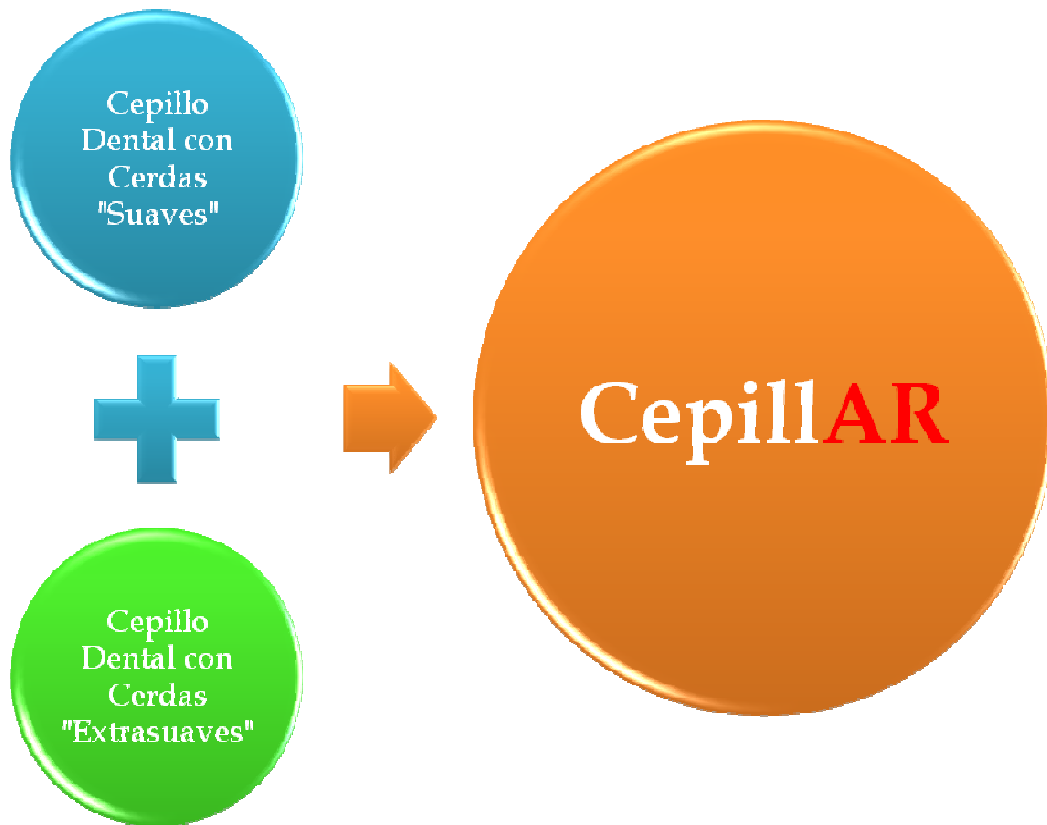 Cepillo
Dental con
Cerdas
"Suaves"
CepillAR
Cepillo
Dental con
Cerdas
"Extrasuaves"